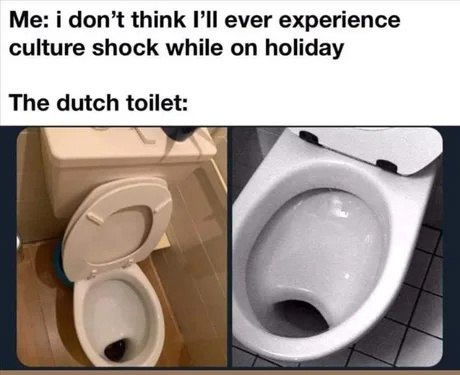 Me: i don't think I'll ever experience
culture shock while on holiday
The dutch toilet: